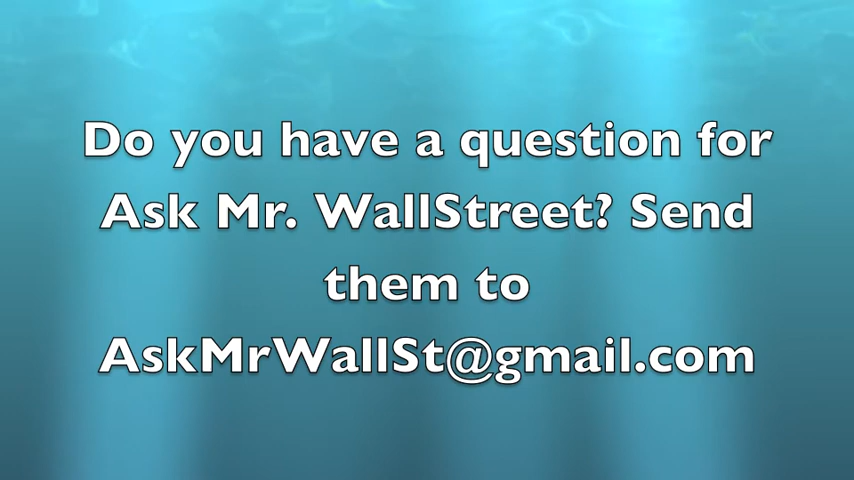 Do you have a question for
Ask Mr. WallStreet? Send
them to
AskMrWallSt@gmail.com